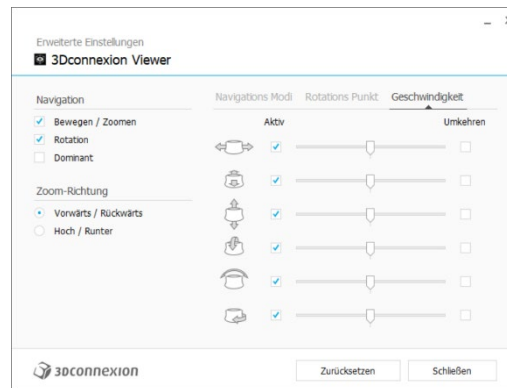 Erweiterte Einstellungen
3Dconnexion Viewer
Navigation
Bewegen / Zoomen
Rotation
Dominant
Zoom-Richtung
Vorwärts / Rückwärts
Hoch / Runter
Navigations Modi Rotations Punkt Geschwindigkeit
Aktiv Umkehren
3Dconnexion
Zurücksetzen Schließen